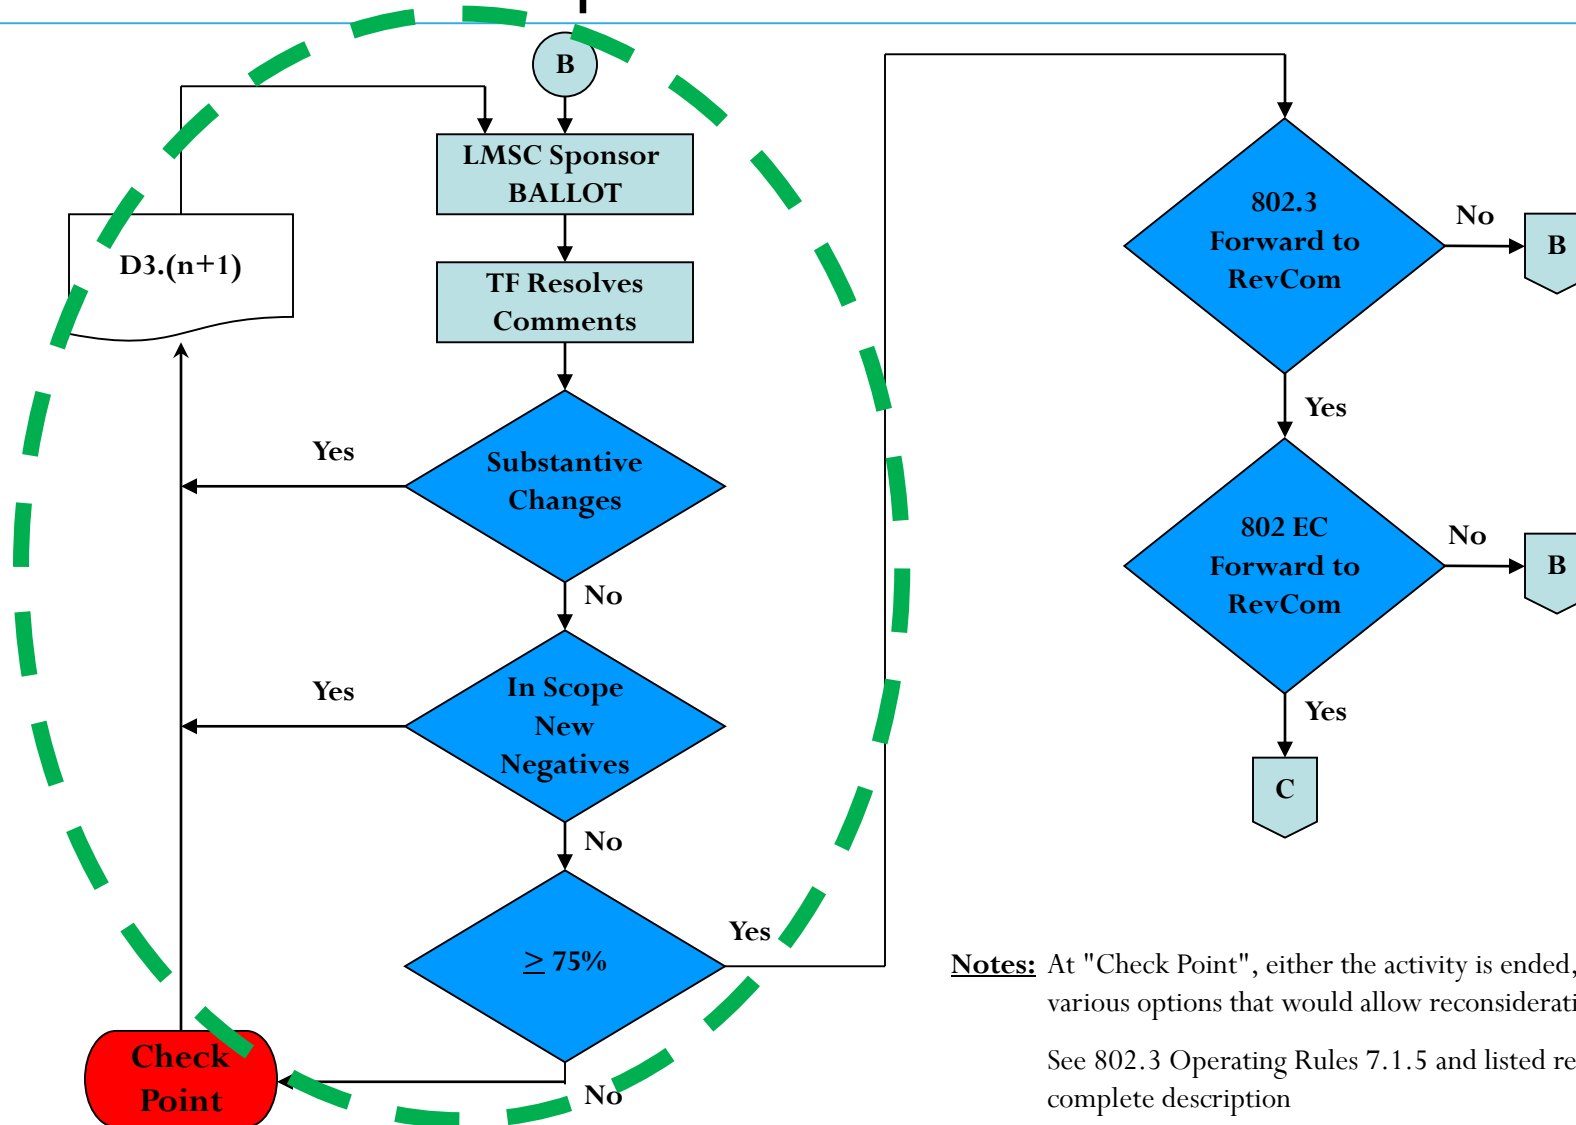 B
LMSC Sponsor
BALLOT
D3.(n+1)
TF Resolves
Comments
Yes
Substantive
Changes
No
Yes
In Scope
New
Negatives
No
≥ 75%
Yes
No
Check
Point
802.3
Forward to
RevCom
No
B
Yes
802 EC
Forward to
RevCom
No
B
Yes
C
Notes: At "Check Point", either the activity is ended,
various options that would allow
See 802.3 Operating Rules 7.1.5 and listed
complete description